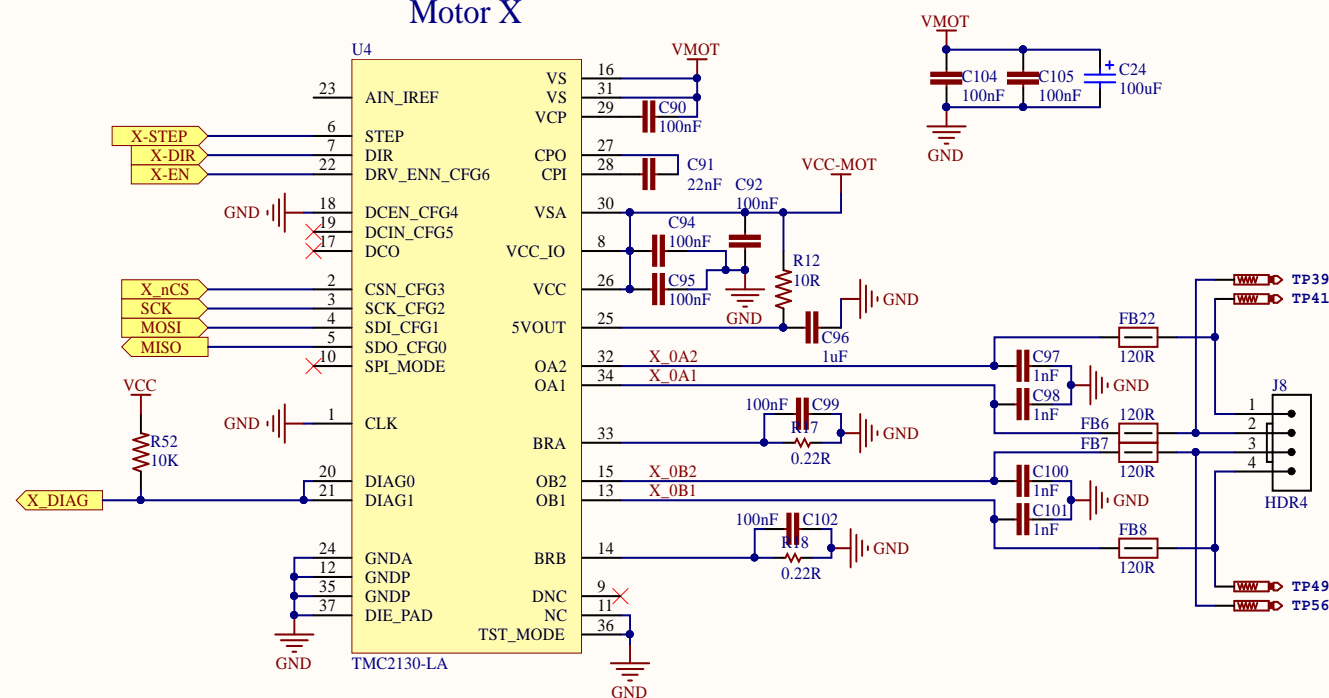 Motor X
U4
TMC2130-LA
23 AIN_IREF
X-STEP 6 STEP
X-DIR 7 DIR
X-EN 22 DRV_ENN_CFG6
GND 18 DCEN_CFG4
19 DCIN_CFG5
17 DCO
X_nCS 2 CSN_CFG3
SCK 3 SCK_CFG2
MOSI 4 SDI_CFG1
MISO 5 SDO_CFG0
10 SPI_MODE
VCC
GND 1 CLK
R52
10K
20 DIAG0
X_DIAG 21 DIAG1
24 GNDA
12 GNDP
35 GNDP
37 DIE_PAD
GND
VMOT
VS 16
VS 31
VCP 29
C90
100nF
CPO 27
CPI 28
C91
22nF
VCC-MOT
C92
100nF
VSA 30
C94
100nF
VCC_IO 8
R12
10R
VCC 26
C95
100nF
GND
GND
5VOUT 25
C96
1uF
OA2 32 X_0A2
OA1 34 X_0A1
C97
1nF
GND
C98
1nF
100nF C99
BRA 33
R17
0.22R
GND
OB2 15 X_0B2
OB1 13 X_0B1
C100
1nF
GND
C101
1nF
100nF C102
BRB 14
R18
0.22R
GND
DNC 9
NC 11
TST_MODE 36
GND
VMOT
C104
100nF
C105
100nF
+ C24
100uF
GND
TP39
TP41
FB22
120R
120R
FB6
FB7
120R
FB8
120R
J8
1
2
3
4
HDR4
TP49
TP56